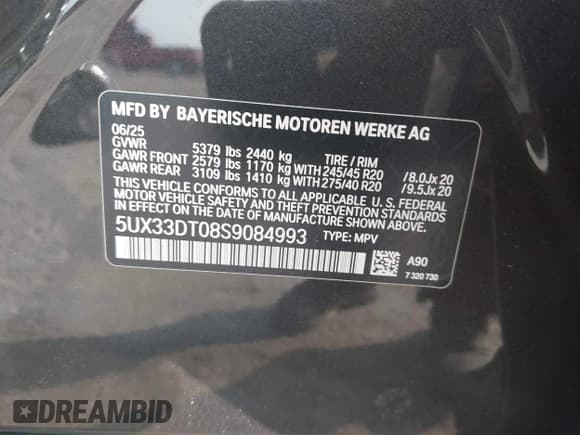 MFD BY BAYERISCHE MOTOREN WERKE AG
06/25
GVWR 5379 lbs 2440 kg TIRE / RIM
GAWR FRONT 2579 lbs 1170 kg WITH 245/45 R20 /8.0Jx 20
GAWR REAR 3109 lbs 1410 kg WITH 275/40 R20 /9.5Jx 20
THIS VEHICLE CONFORMS TO ALL APPLICABLE U. S. FEDERAL
MOTOR VEHICLE SAFETY AND THEFT PREVENTION STANDARDS
IN EFFECT ON THE DATE OF MANUFACTURE SHOWN ABOVE.
5UX33DT08S9084993 TYPE: MPV
A90
7 320 730
DREAMBID